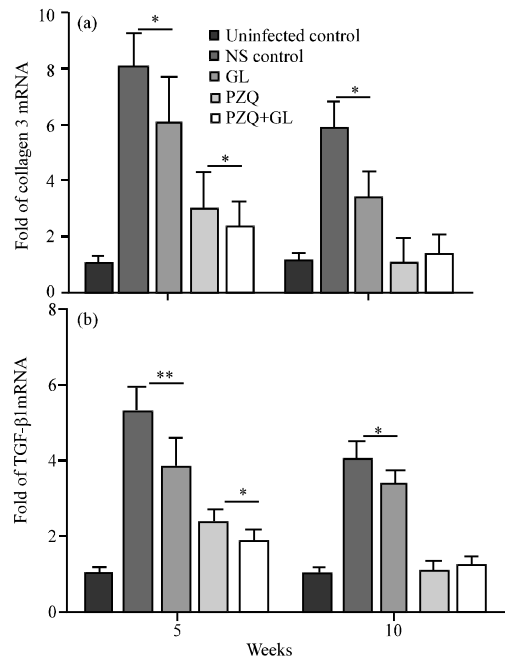 (a)
Uninfected control
NS control
GL
PZQ
PZQ+GL
Fold of collagen 3 mRNA
10
8
6
4
2
0
*
*
*
(b)
Fold of TGF-β1mRNA
8
6
4
2
0
**
*
*
5
10
Weeks